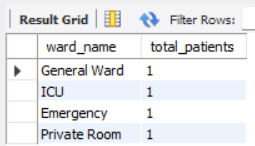 Result Grid Filter Rows:
ward_name total_patients
General Ward 1
ICU 1
Emergency 1
Private Room 1